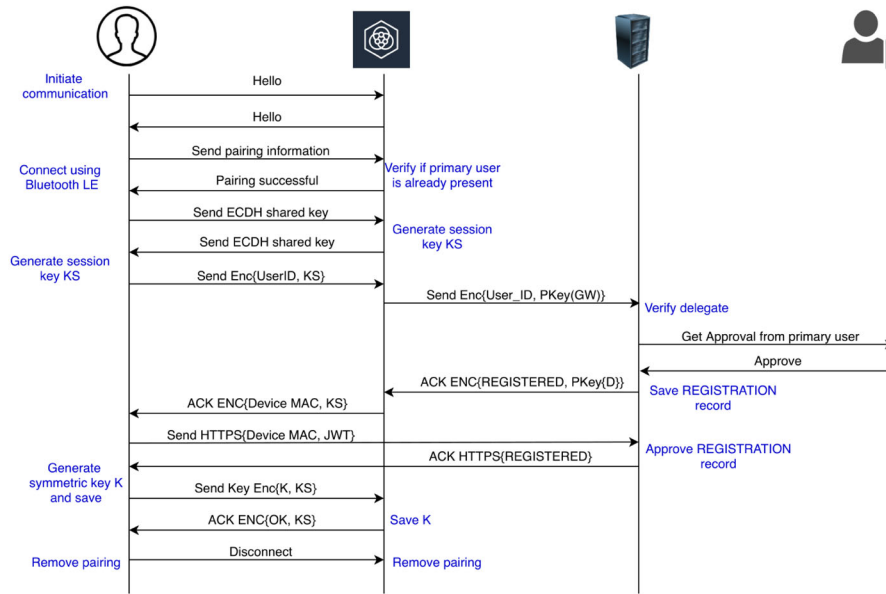 Initiate
communication
Hello
Hello
Send pairing information
Connect using
Bluetooth LE
Verify if primary user
is already present
Pairing successful
Send ECDH shared key
Generate session
key KS
Send ECDH shared key
Generate session
key KS
Send Enc{UserID, KS}
Send Enc{User_ID, PKey(GW)}
Verify delegate
Get Approval from primary user
Approve
ACK ENC{REGISTERED, PKey{D}}
Save REGISTRATION
record
ACK ENC{Device MAC, KS}
Send HTTPS{Device MAC, JWT}
Approve REGISTRATION
record
ACK HTTPS{REGISTERED}
Generate
symmetric key K
and save
Send Key Enc{K, KS}
ACK ENC{OK, KS}
Save K
Remove pairing
Disconnect
Remove pairing